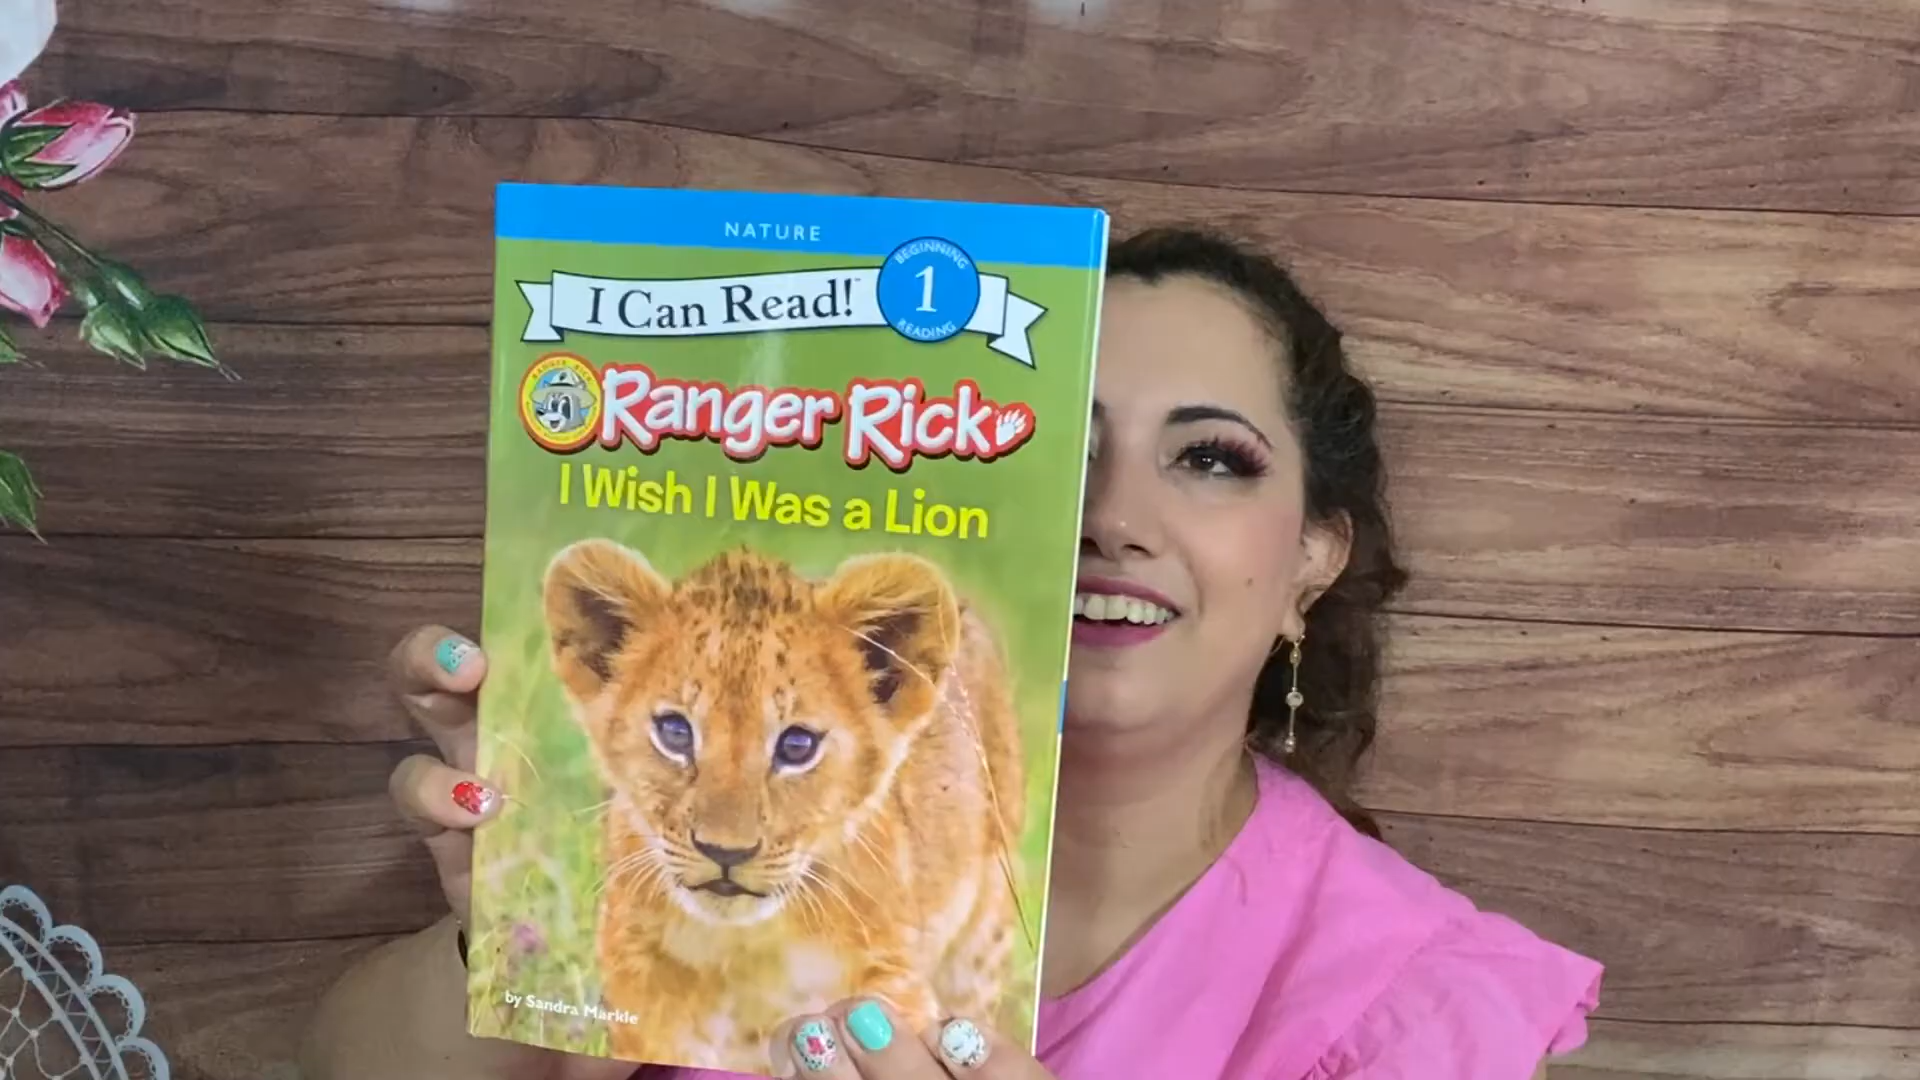 NATURE
I Can Read!
BEGINNING
1
READING
Ranger Rick
I Wish I Was a Lion
by Sandra Markle